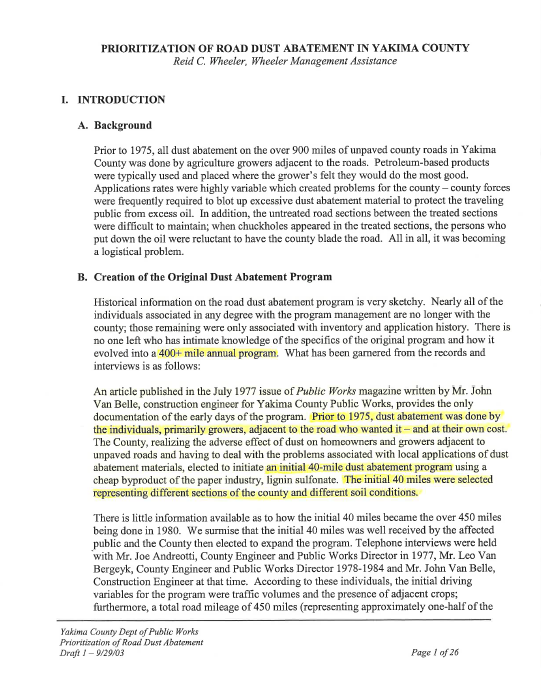 PRIORITIZATION OF ROAD DUST ABATEMENT IN YAKIMA COUNTY
Reid C. Wheeler, Wheeler Management Assistance
I. INTRODUCTION
A. Background
Prior to 1975, all dust abatement on the over 900 miles of unpaved county roads in Yakima
County was done by agriculture growers adjacent to the roads. Petroleum-based products
were typically used and placed where the grower's felt they would do the most good.
Applications rates were highly variable which created problems for the county – county forces
were frequently required to blot up excessive dust abatement material to protect the traveling
public from excess oil. In addition, the untreated road sections between the treated sections
were difficult to maintain; when chuckholes appeared in the treated sections, the persons who
put down the oil were reluctant to have the county blade the road. All in all, it was becoming
a logistical problem.
B. Creation of the Original Dust Abatement Program
Historical information on the road dust abatement program is very sketchy. Nearly all of the
individuals associated in any degree with the program management are no longer with the
county; those remaining were only associated with inventory and application history. There is
no one left who has intimate knowledge of the specifics of the original program and how it
evolved into a 400+ mile annual program. What has been garnered from the records and
interviews is as follows:
An article published in the July 1977 issue of Public Works magazine written by Mr. John
Van Belle, construction engineer for Yakima County Public Works, provides the only
documentation of the early days of the program. Prior to 1975, dust abatement was done by
the individuals, primarily growers, adjacent to the road who wanted it – and at their own cost.
The County, realizing the adverse effect of dust on homeowners and growers adjacent to
unpaved roads and having to deal with the problems associated with local applications of dust
abatement materials, elected to initiate an initial 40-mile dust abatement program using a
cheap byproduct of the paper industry, lignin sulfonate. The initial 40 miles were selected
representing different sections of the county and different soil conditions.
There is little information available as to how the initial 40 miles became the over 450 miles
being done in 1980. We surmise that the initial 40 miles was well received by the affected
public and the County then elected to expand the program. Telephone interviews were held
with Mr. Joe Andreotti, County Engineer and Public Works Director in 1977, Mr. Leo Van
Bergeyk, County Engineer and Public Works Director 1978-1984 and Mr. John Van Belle,
Construction Engineer at that time. According to these individuals, the initial driving
variables for the program were traffic volumes and the presence of adjacent crops;
furthermore, a total road mileage of 450 miles (representing approximately one-half of the
Yakima County Dept of Public Works
Prioritization of Road Dust Abatement
Draft 1 – 9/29/03
Page 1 of 26